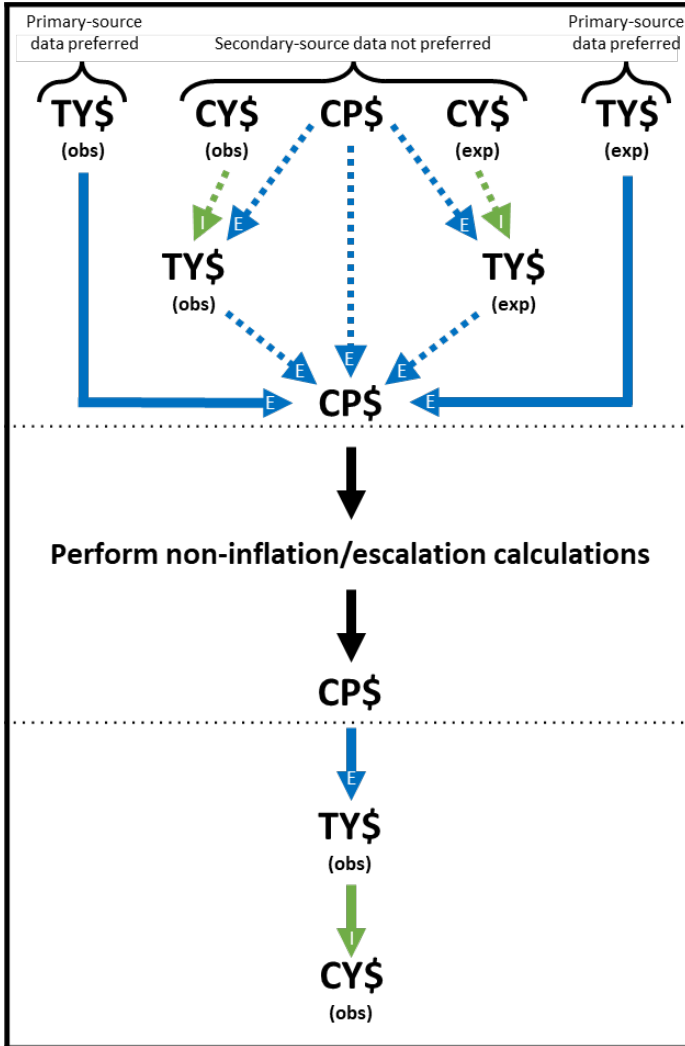 Primary-source
data preferred
Secondary-source data not preferred
Primary-source
data preferred
TY$
(obs)
CY$
(obs)
CP$
CY$
(exp)
TY$
(exp)
I
E
E
I
TY$
(obs)
TY$
(exp)
E
E
E
E
CP$
E
Perform non-inflation/escalation calculations
CP$
E
TY$
(obs)
I
CY$
(obs)